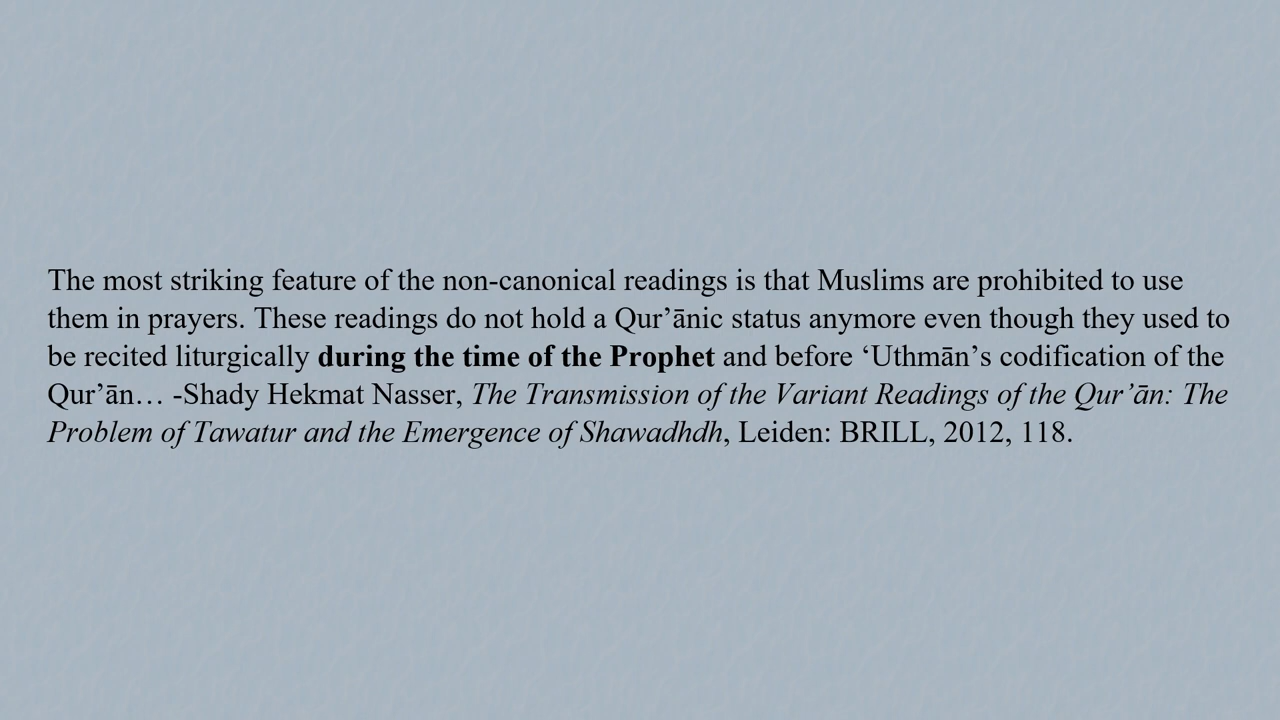 The most striking feature of the non-canonical readings is that Muslims are prohibited to use
them in prayers. These readings do not hold a Qur’ānic status anymore even though they used to
be recited liturgically during the time of the Prophet and before ‘Uthmān’s codification of the
Qur’ān… -Shady Hekmat Nasser, The Transmission of the Variant Readings of the Qur’ān: The
Problem of Tawatur and the Emergence of Shawadhdh, Leiden: BRILL, 2012, 118.